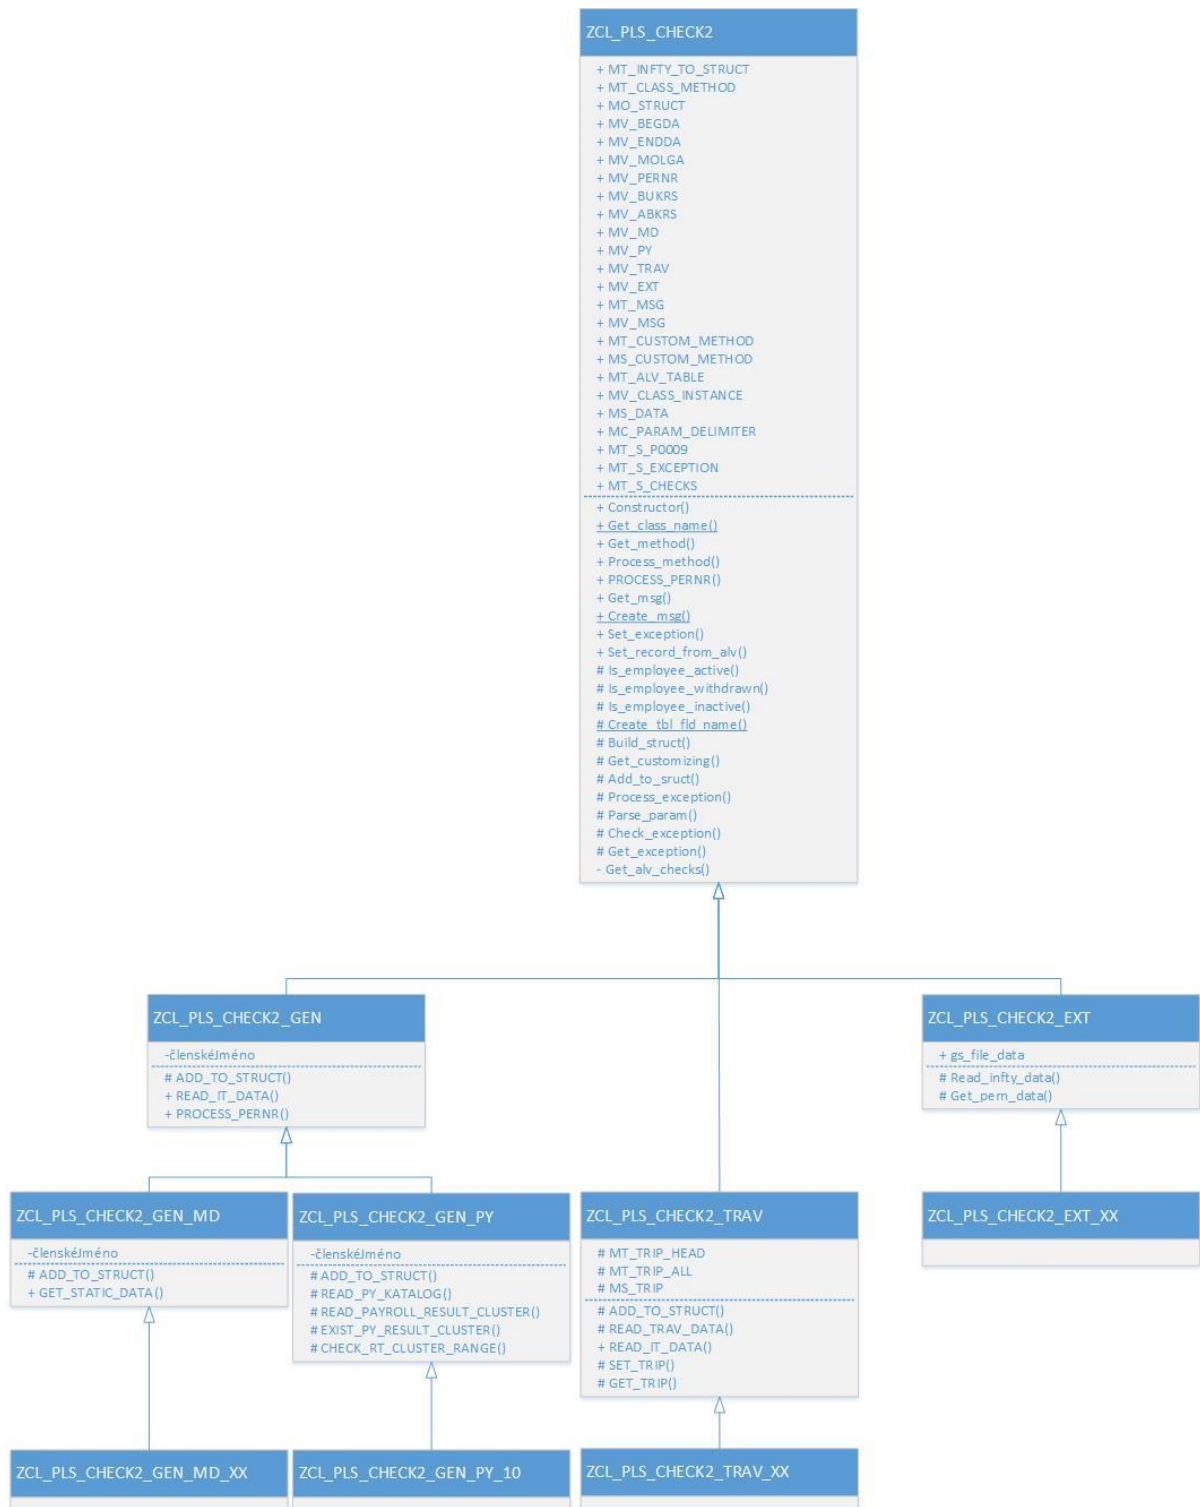 ZCL_PLS_CHECK2
+ MT_INFTY_TO_STRUCT
+ MT_CLASS_METHOD
+ MO_STRUCT
+ MV_BEGDA
+ MV_ENDDA
+ MV_MOLGA
+ MV_PERNR
+ MV_BUKRS
+ MV_ABKRS
+ MV_MD
+ MV_PY
+ MV_TRAV
+ MV_EXT
+ MT_MSG
+ MV_MSG
+ MT_CUSTOM_METHOD
+ MS_CUSTOM_METHOD
+ MT_ALV_TABLE
+ MV_CLASS_INSTANCE
+ MS_DATA
+ MC_PARAM_DELIMITER
+ MT_S_P0009
+ MT_S_EXCEPTION
+ MT_S_CHECKS
+ Constructor()
+ Get_class_name()
+ Get_method()
+ Process_method()
+ PROCESS_PERNR()
+ Get_msg()
+ Create_msg()
+ Set_exception()
+ Set_record_from_alv()
# Is_employee_active()
# Is_employee_withdrawn()
# Is_employee_inactive()
# Create_tbl_fld_name()
# Build_struct()
# Get_customizing()
# Add_to_sruct()
# Process_exception()
# Parse_param()
# Check_exception()
# Get_exception()
- Get_alv_checks()
ZCL_PLS_CHECK2_GEN
-členskéJméno
# ADD_TO_STRUCT()
+ READ_IT_DATA()
+ PROCESS_PERNR()
ZCL_PLS_CHECK2_EXT
+ gs_file_data
# Read_infty_data()
# Get_pern_data()
ZCL_PLS_CHECK2_GEN_MD
-členskéJméno
# ADD_TO_STRUCT()
+ GET_STATIC_DATA()
ZCL_PLS_CHECK2_GEN_PY
-členskéJméno
# ADD_TO_STRUCT()
# READ_PY_KATALOG()
# READ_PAYROLL_RESULT_CLUSTER()
# EXIST_PY_RESULT_CLUSTER()
# CHECK_RT_CLUSTER_RANGE()
ZCL_PLS_CHECK2_TRAV
# MT_TRIP_HEAD
# MT_TRIP_ALL
# MS_TRIP
# ADD_TO_STRUCT()
# READ_TRAV_DATA()
+ READ_IT_DATA()
# SET_TRIP()
# GET_TRIP()
ZCL_PLS_CHECK2_EXT_XX
ZCL_PLS_CHECK2_GEN_MD_XX
ZCL_PLS_CHECK2_GEN_PY_10
ZCL_PLS_CHECK2_TRAV_XX